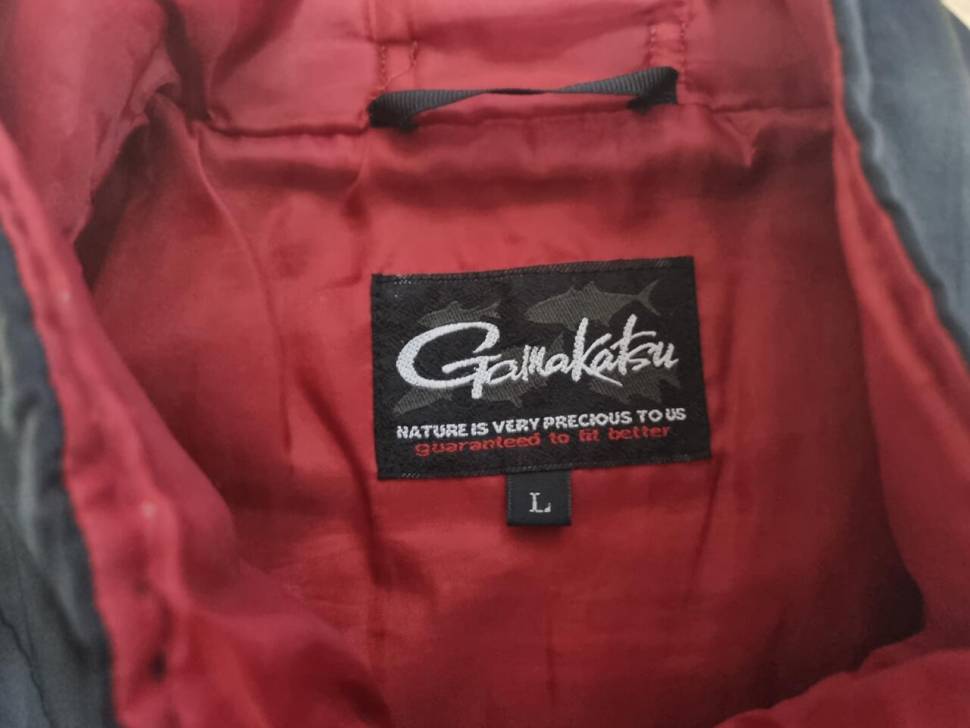 Gamakatsu
NATURE IS VERY PRECIOUS TO US
guaranteed to fit better
L